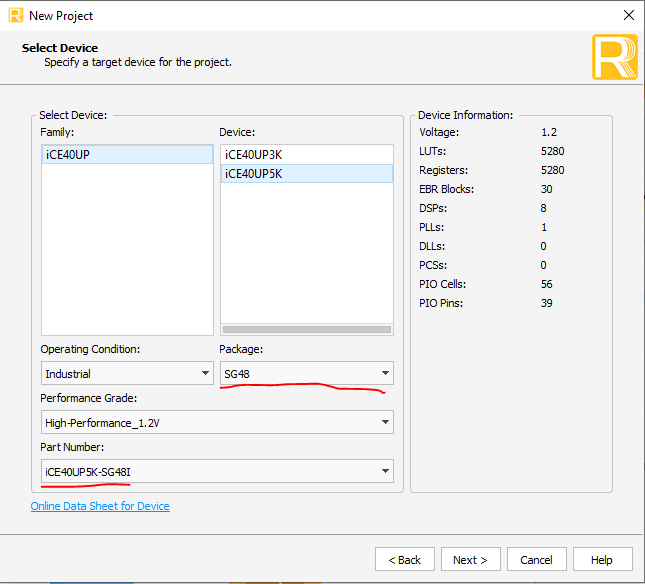 New Project
Select Device
Specify a target device for the project.
R
Select Device:
Family:
Device:
iCE40UP
iCE40UP3K
iCE40UP5K
Operating Condition:
Package:
Industrial
SG48
Performance Grade:
High-Performance_1.2V
Part Number:
iCE40UP5K-SG48I
Online Data Sheet for Device
Device Information:
Voltage: 1.2
LUTs: 5280
Registers: 5280
EBR Blocks: 30
DSPs: 8
PLLs: 1
DLLs: 0
PCSs: 0
PIO Cells: 56
PIO Pins: 39
< Back
Next >
Cancel
Help